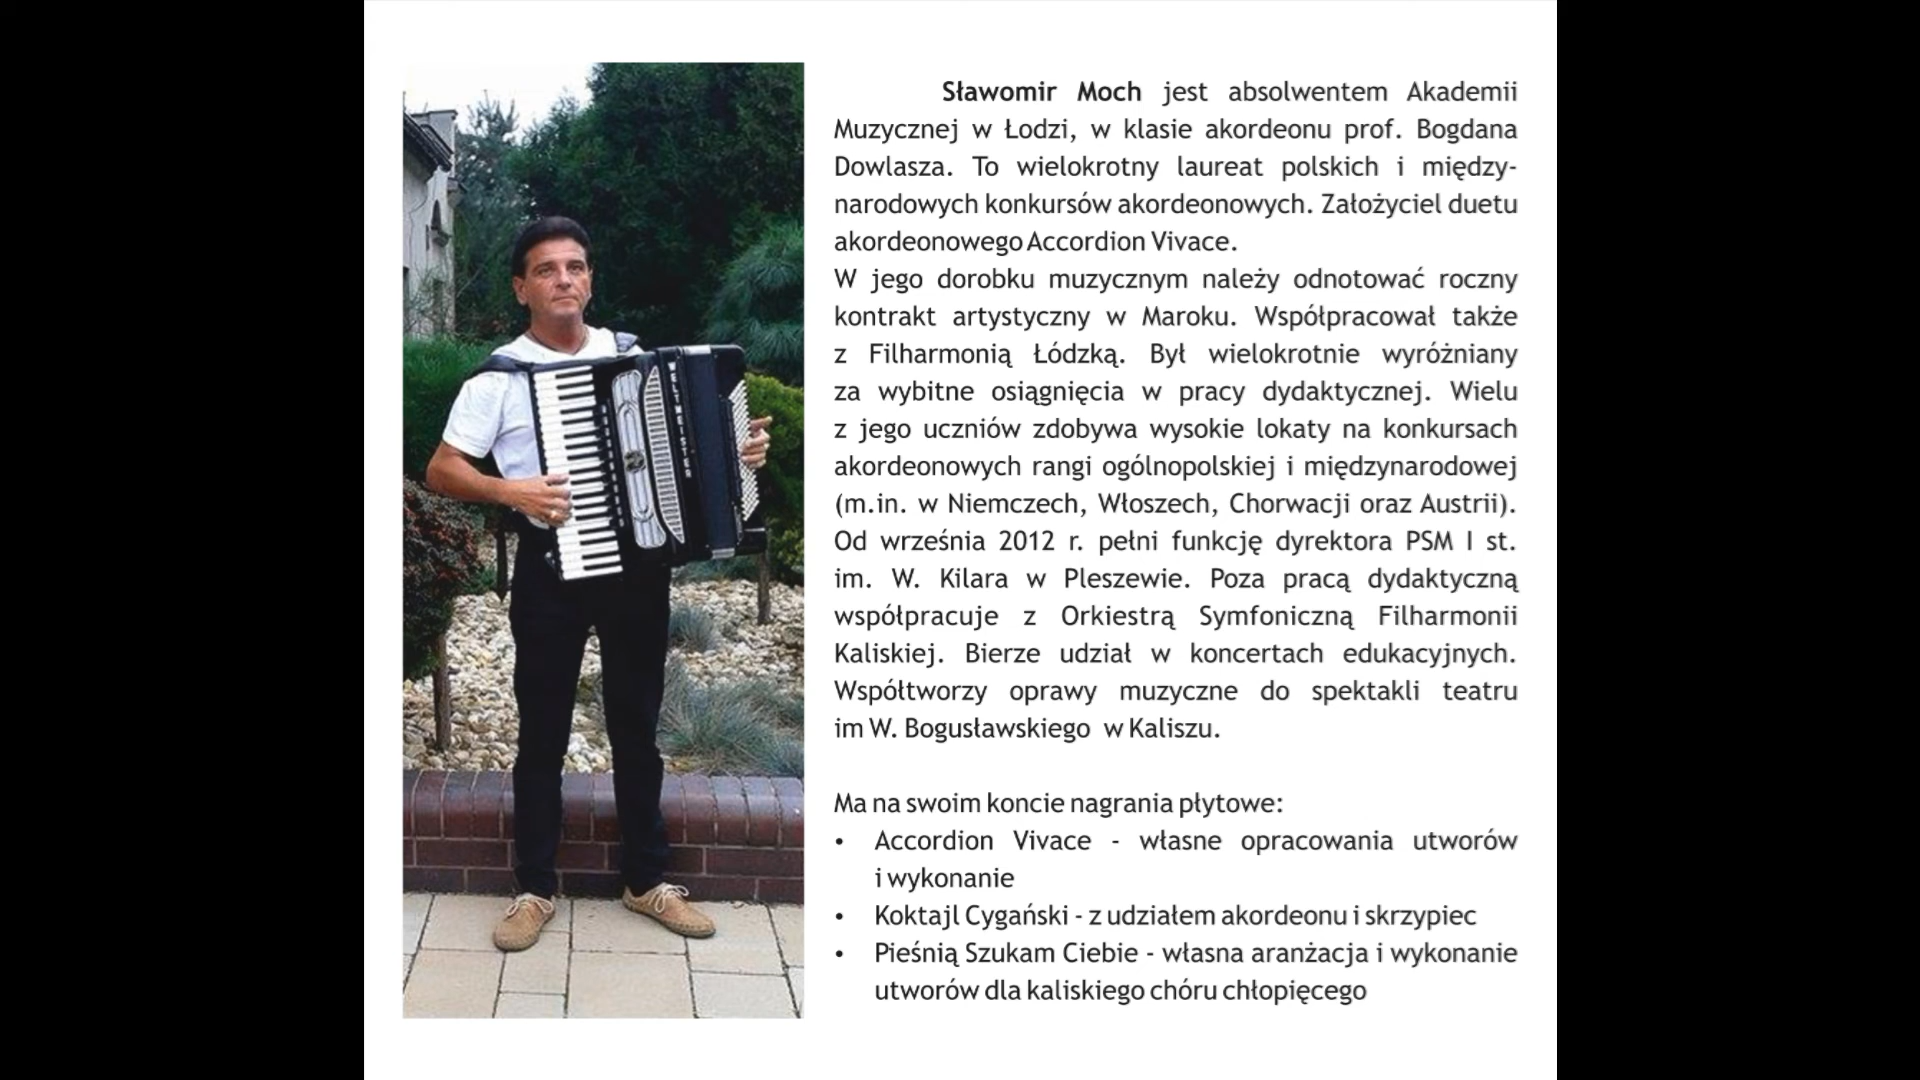 WELTMEISTER
Sławomir Moch jest absolwentem Akademii
Muzycznej w Łodzi, w klasie akordeonu prof. Bogdana
Dowlasza. To wielokrotny laureat polskich i między-
narodowych konkursów akordeonowych. Założyciel duetu
akordeonowego Accordion Vivace.
W jego dorobku muzycznym należy odnotować roczny
kontrakt artystyczny w Maroku. Współpracował także
z Filharmonią Łódzką. Był wielokrotnie wyróżniany
za wybitne osiągnięcia w pracy dydaktycznej. Wielu
z jego uczniów zdobywa wysokie lokaty na konkursach
akordeonowych rangi ogólnopolskiej i międzynarodowej
(m.in. w Niemczech, Włoszech, Chorwacji oraz Austrii).
Od września 2012 r. pełni funkcję dyrektora PSM I st.
im. W. Kilara w Pleszewie. Poza pracą dydaktyczną
współpracuje z Orkiestrą Symfoniczną Filharmonii
Kaliskiej. Bierze udział w koncertach edukacyjnych.
Współtworzy oprawy muzyczne do spektakli teatru
im W. Bogusławskiego w Kaliszu.
Ma na swoim koncie nagrania płytowe:
• Accordion Vivace - własne opracowania utworów
i wykonanie
• Koktajl Cygański - z udziałem akordeonu i skrzypiec
• Pieśnią Szukam Ciebie - własna aranżacja i wykonanie
utworów dla kaliskiego chóru chłopięcego